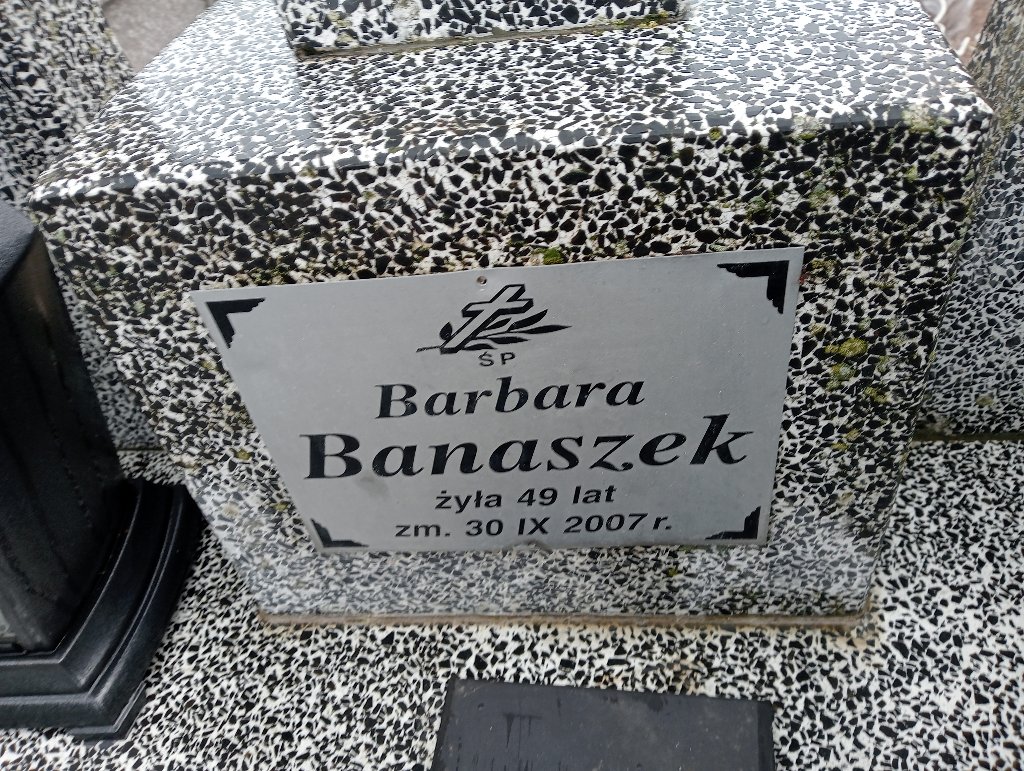 ŚP
Barbara
Banaszek
żyła 49 lat
zm. 30 IX 2007 r.